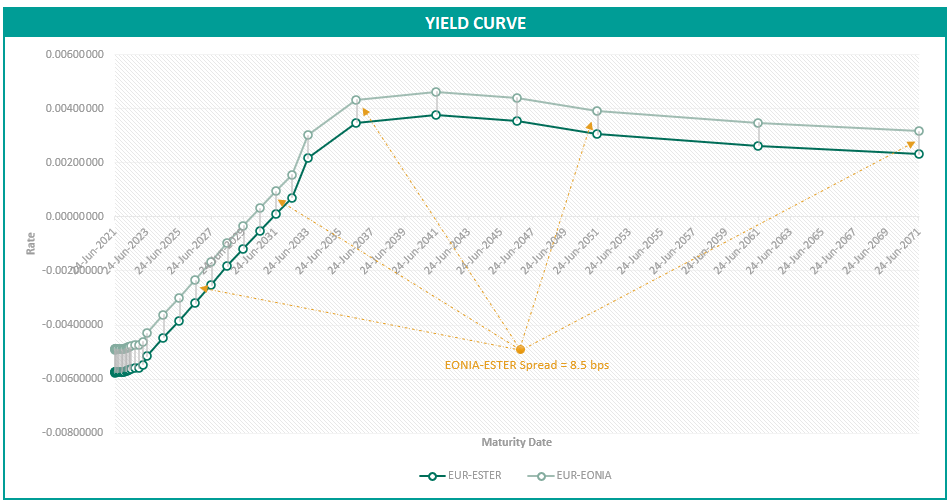 YIELD CURVE
0.00600000
0.00400000
0.00200000
0.00000000
-0.00200000
-0.00400000
-0.00600000
-0.00800000
Rate
24-Jun-2021
24-Jun-2023
24-Jun-2025
24-Jun-2027
24-Jun-2029
24-Jun-2031
24-Jun-2033
24-Jun-2035
24-Jun-2037
24-Jun-2039
24-Jun-2041
24-Jun-2043
24-Jun-2045
24-Jun-2047
24-Jun-2049
24-Jun-2051
24-Jun-2053
24-Jun-2055
24-Jun-2057
24-Jun-2059
24-Jun-2061
24-Jun-2063
24-Jun-2065
24-Jun-2067
24-Jun-2069
24-Jun-2071
EONIA-ESTER Spread = 8.5 bps
Maturity Date
EUR-ESTER
EUR-EONIA